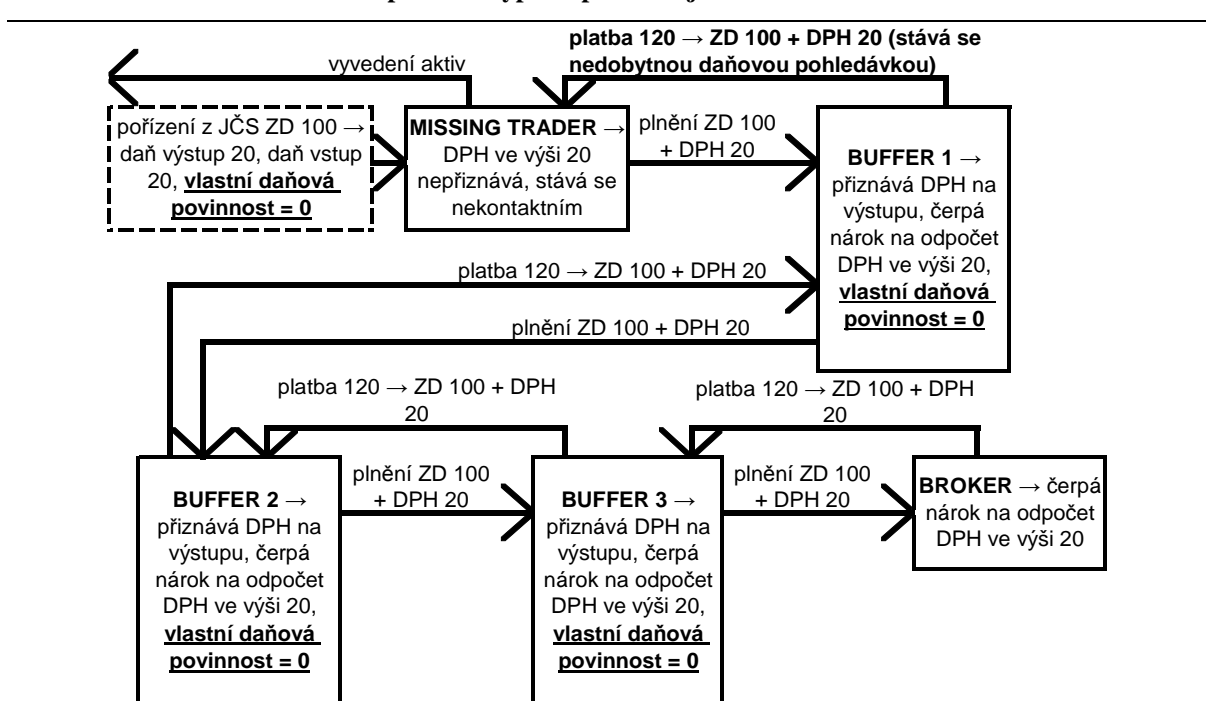 platba 120 → ZD 100 + DPH 20 (stává se
nedobytnou daňovou pohledávkou)
vyvedení aktiv
pořízení z JČS ZD 100 →
daň výstup 20, daň vstup
20, vlastní daňová
povinnost = 0
MISSING TRADER →
DPH ve výši 20
nepřiznává, stává se
nekontaktním
plnění ZD 100
+ DPH 20
BUFFER 1 →
přiznává DPH na
výstupu, čerpá
nárok na odpočet
DPH ve výši 20,
vlastní daňová
povinnost = 0
platba 120 → ZD 100 + DPH 20
plnění ZD 100 + DPH 20
platba 120 → ZD 100 + DPH
20
platba 120 → ZD 100 + DPH
20
BUFFER 2 →
přiznává DPH na
výstupu, čerpá
nárok na odpočet
DPH ve výši 20,
vlastní daňová
povinnost = 0
plnění ZD 100
+ DPH 20
BUFFER 3 →
přiznává DPH na
výstupu, čerpá
nárok na odpočet
DPH ve výši 20,
vlastní daňová
povinnost = 0
plnění ZD 100
+ DPH 20
BROKER → čerpá
nárok na odpočet
DPH ve výši 20